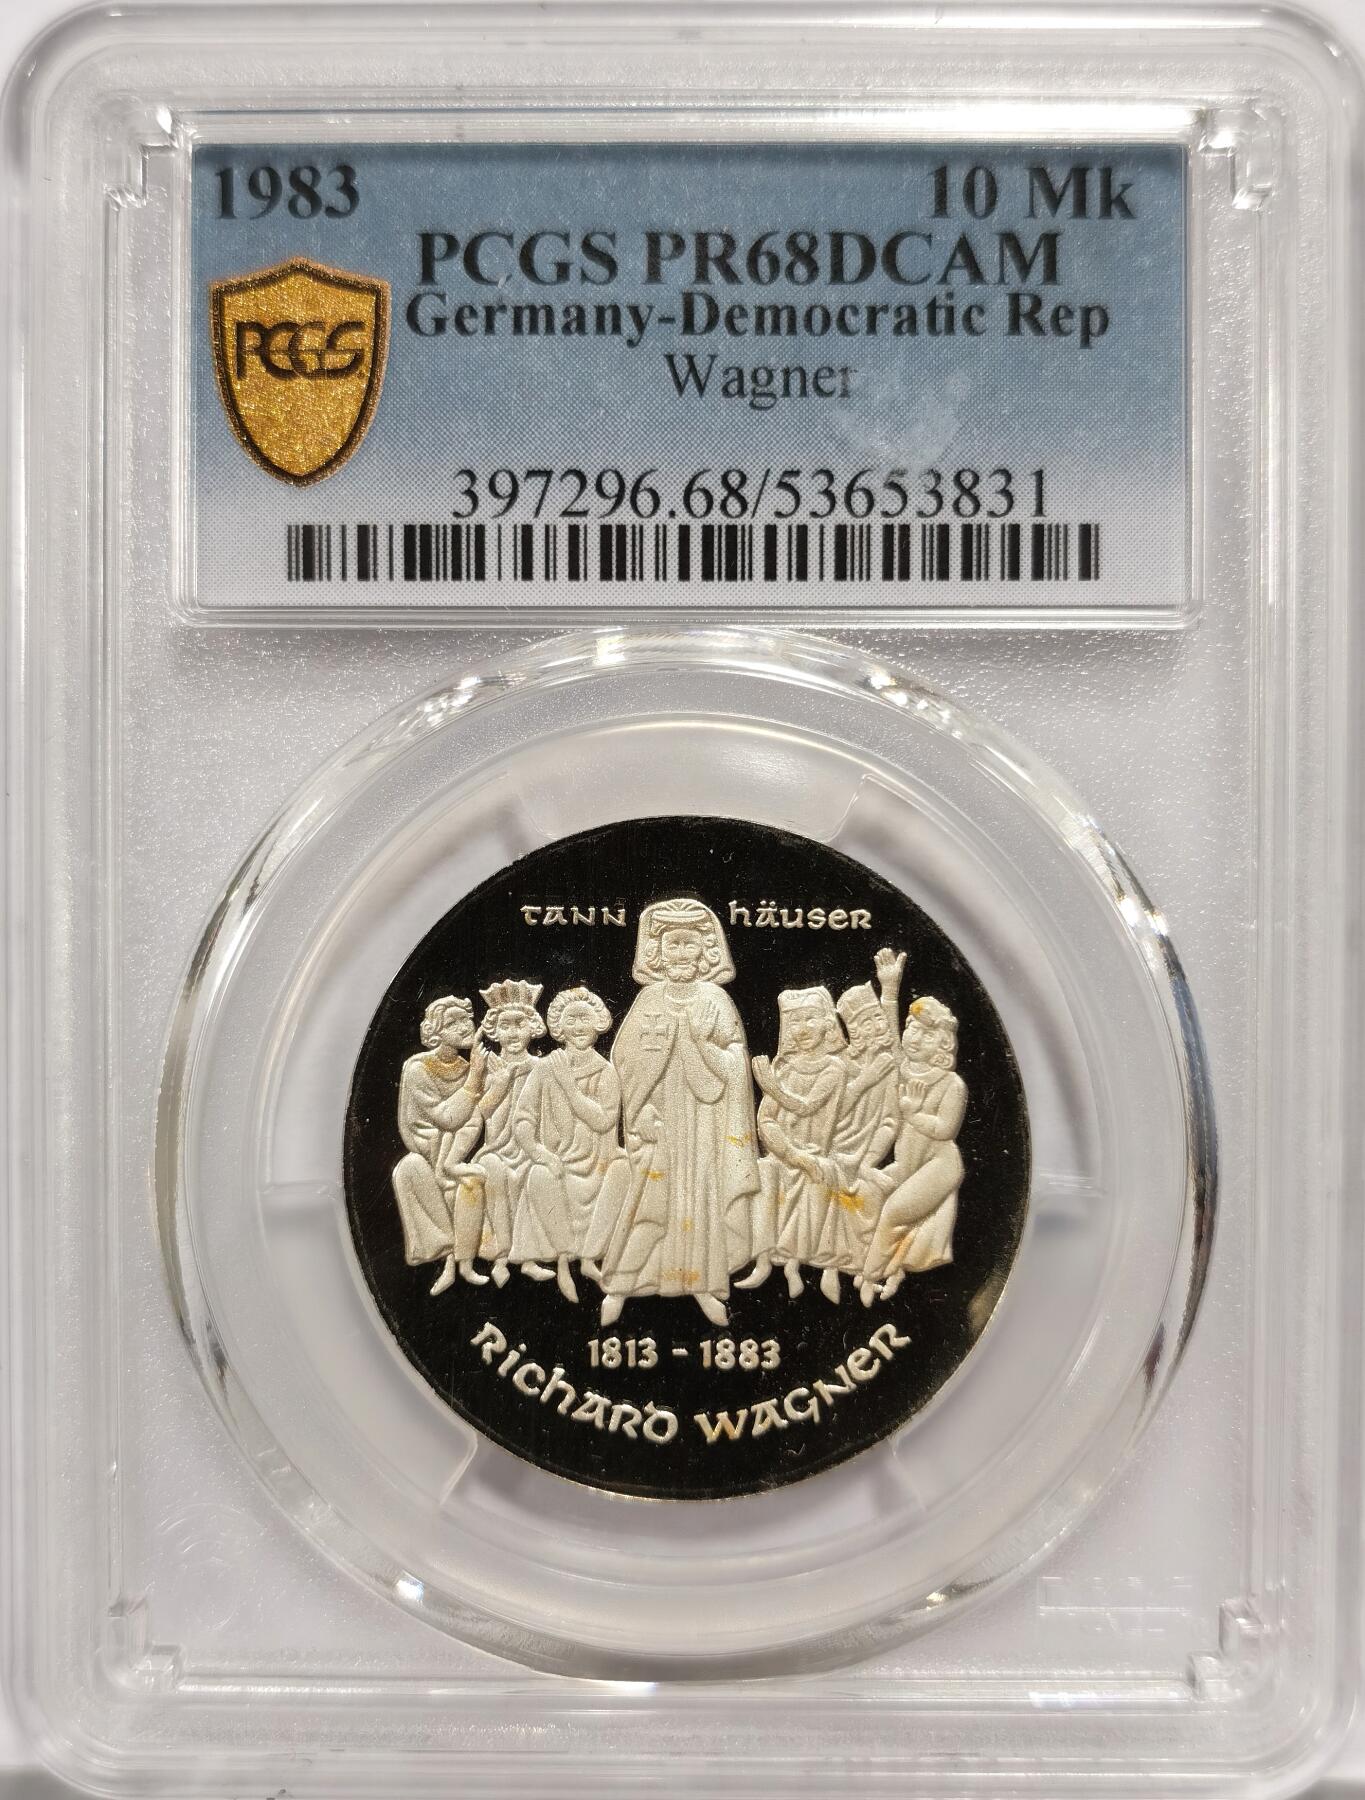 1983 10 Mk
PCGS PR68DCAM
Germany-Democratic Rep
PCGS
Wagner
397296.68/53653831
TANN HÄUSER
1813 - 1883
RICHARD WAGNER